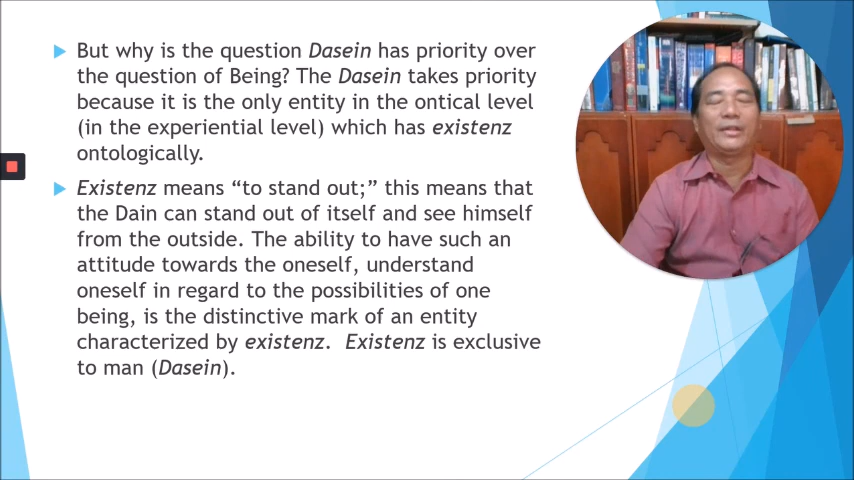 But why is the question Dasein has priority over
the question of Being? The Dasein takes priority
because it is the only entity in the ontical level
(in the experiential level) which has existenz
ontologically.
Existenz means “to stand out;” this means that
the Dain can stand out of itself and see himself
from the outside. The ability to have such an
attitude towards the oneself, understand
oneself in regard to the possibilities of one
being, is the distinctive mark of an entity
characterized by existenz. Existenz is exclusive
to man (Dasein).